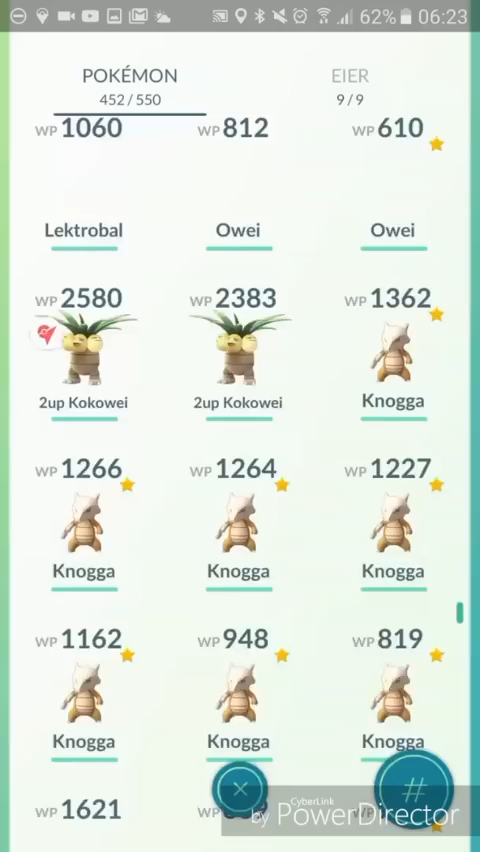 62% 06:23
POKÉMON EIER
452 / 550 9 / 9
WP 1060 WP 812 WP 610
Lektrobal Owei Owei
WP 2580 WP 2383 WP 1362
2up Kokowei 2up Kokowei Knogga
WP 1266 WP 1264 WP 1227
Knogga Knogga Knogga
WP 1162 WP 948 WP 819
Knogga Knogga Knogga
WP 1621
#
CyberLink
by PowerDirector